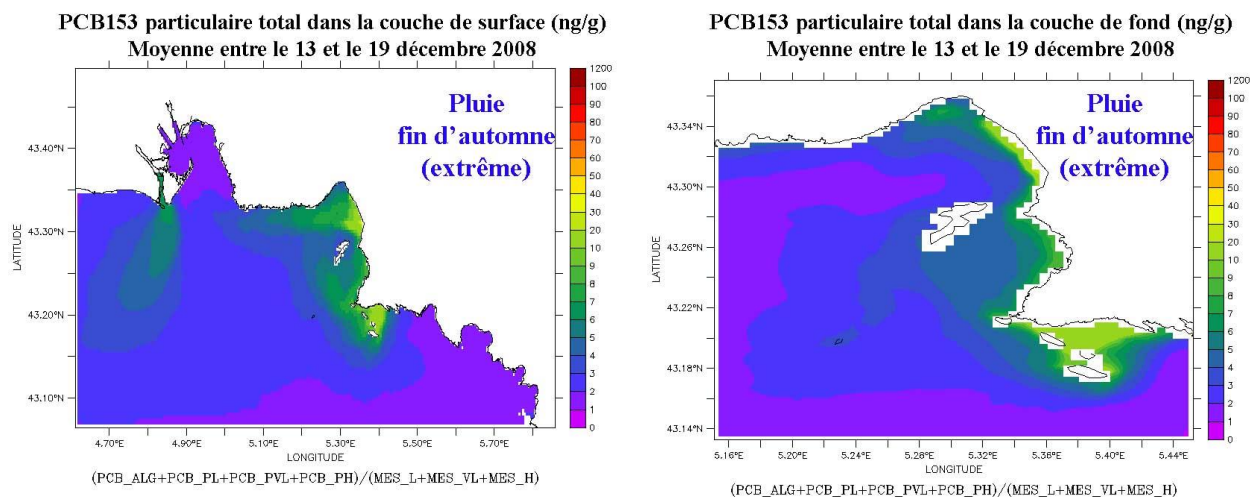 PCB153 particulaire total dans la couche de surface (ng/g)
Moyenne entre le 13 et le 19 décembre 2008
Pluie
fin d'automne
(extrême)
43.40°N
43.30°N
43.20°N
43.10°N
LATITUDE
4.70°E 4.90°E 5.10°E 5.30°E 5.50°E 5.70°E
LONGITUDE
1200
100
90
80
70
60
50
40
30
20
10
9
8
7
6
5
4
3
2
1
0
(PCB_ALG+PCB_PL+PCB_PVL+PCB_PH)/(MES_L+MES_VL+MES_H)
PCB153 particulaire total dans la couche de fond (ng/g)
Moyenne entre le 13 et le 19 décembre 2008
Pluie
fin d'automne
(extrême)
43.34°N
43.30°N
43.26°N
43.22°N
43.18°N
43.14°N
LATITUDE
5.16°E 5.20°E 5.24°E 5.28°E 5.32°E 5.36°E 5.40°E 5.44°E
LONGITUDE
1200
100
90
80
70
60
50
40
30
20
10
9
8
7
6
5
4
3
2
1
0
(PCB_ALG+PCB_PL+PCB_PVL+PCB_PH)/(MES_L+MES_VL+MES_H)